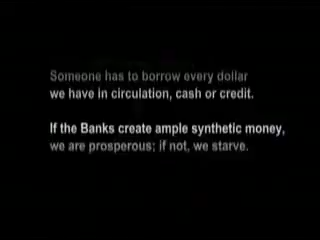 Someone has to borrow every dollar
we have in circulation, cash or credit.
If the Banks create ample synthetic money,
we are prosperous; if not, we starve.